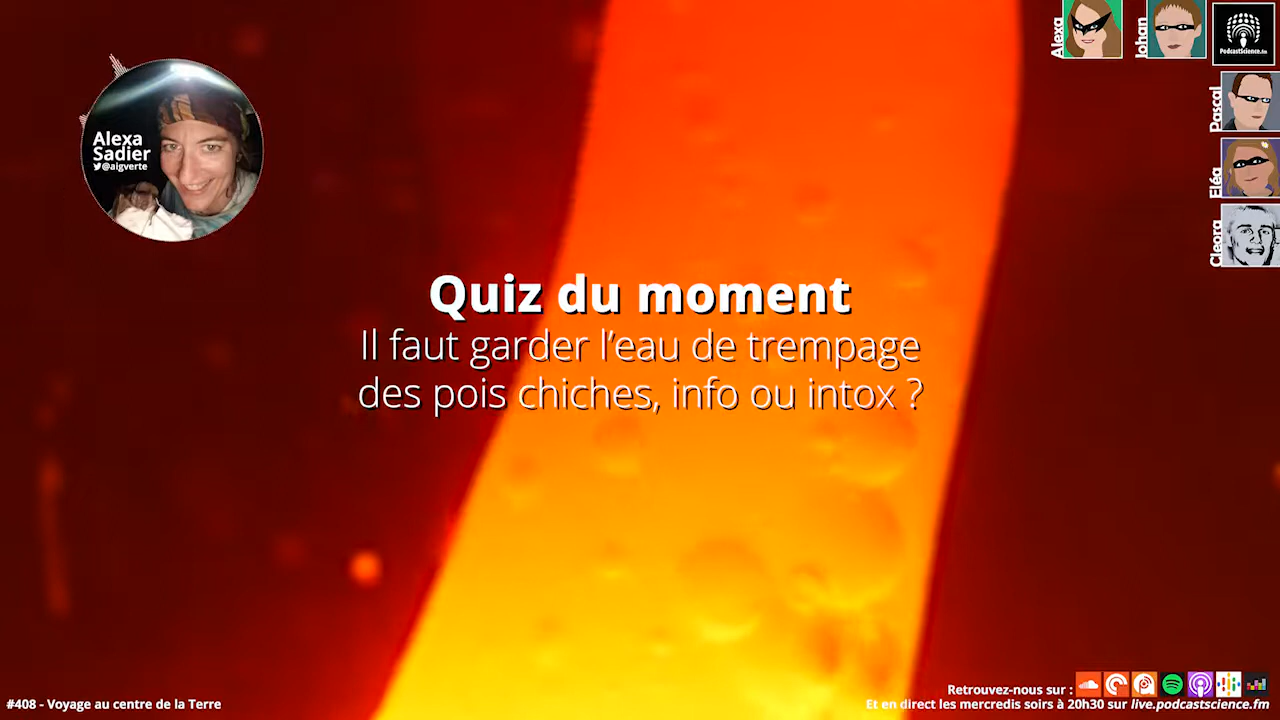 Alexa
Johan
PodcastScience.fm
Pascal
Eléa
Cleora
Alexa
Sadier
@aigverte
Quiz du moment
Il faut garder l’eau de trempage
des pois chiches, info ou intox ?
#408 - Voyage au centre de la Terre
Retrouvez-nous sur :
Et en direct les mercredis soirs à 20h30 sur live.podcastscience.fm